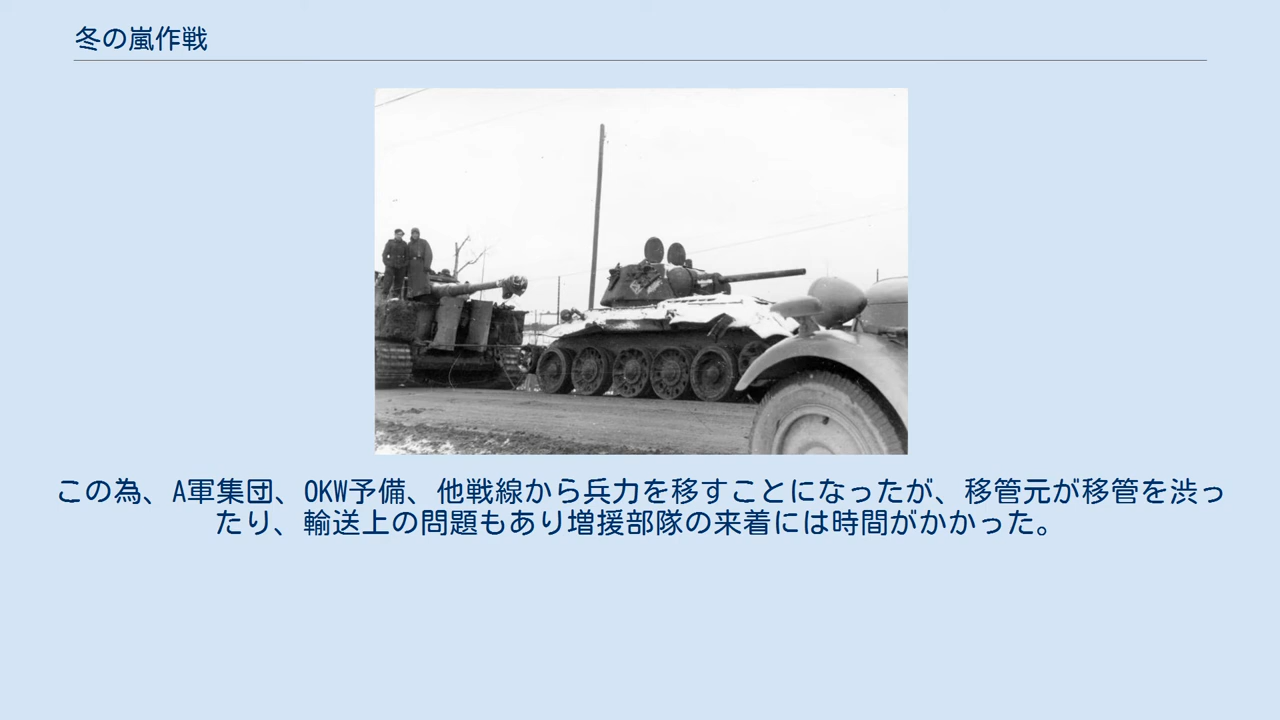 冬の嵐作戦
この為、A軍集団、OKW予備、他戦線から兵力を移すことになったが、移管元が移管を渋っ
たり、輸送上の問題もあり増援部隊の来着には時間がかかった。